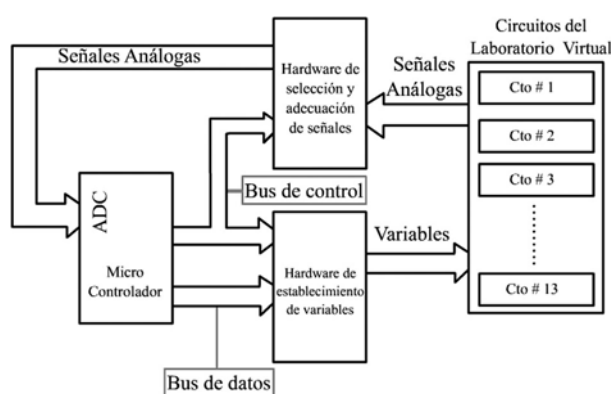 Circuitos del
Laboratorio Virtual
Señales Análogas
Hardware de
selección y
adecuación
de señales
Señales
Análogas
Cto # 1
Cto # 2
Cto # 3
Cto # 13
Bus de control
ADC
Micro
Controlador
Variables
Hardware de
establecimiento
de variables
Bus de datos